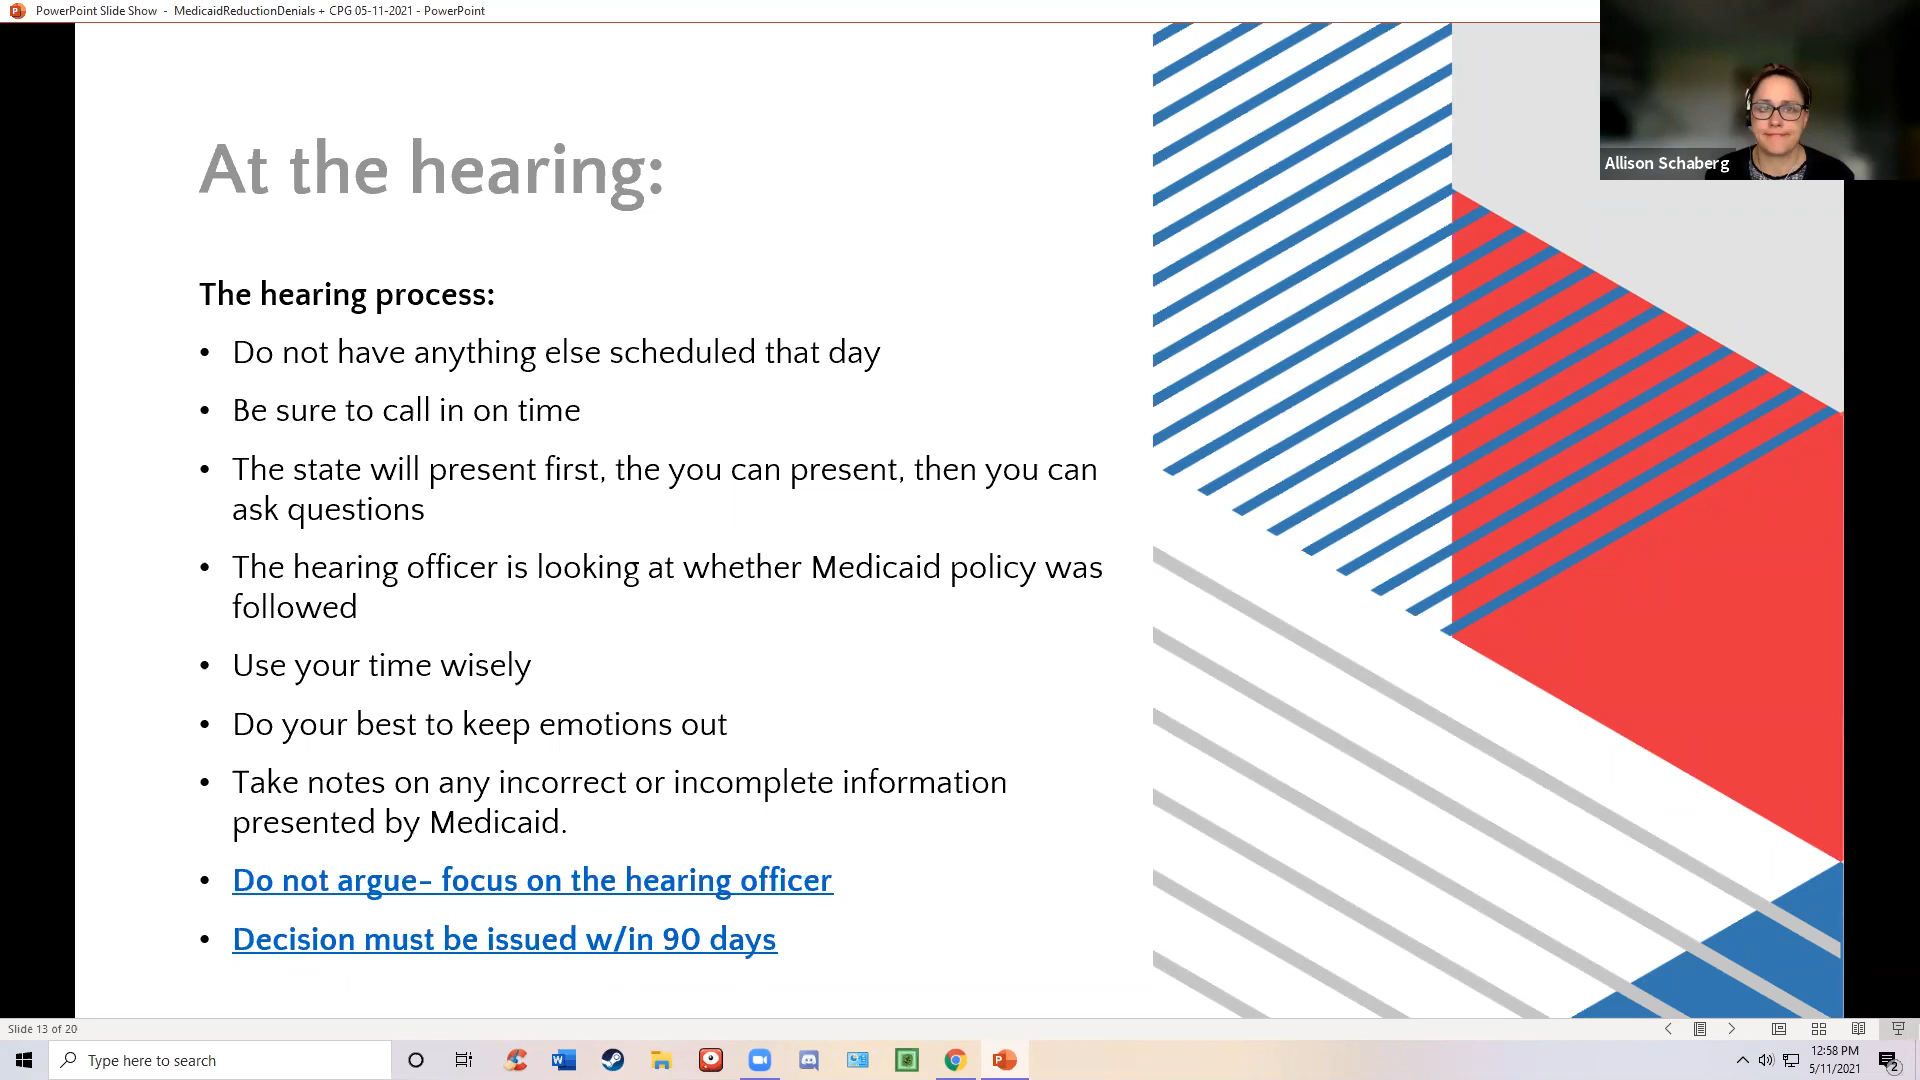 PowerPoint Slide Show - MedicaidReductionDenials + CPG 05-11-2021 - PowerPoint
Allison Schaberg
At the hearing:
The hearing process:
• Do not have anything else scheduled that day
• Be sure to call in on time
• The state will present first, the you can present, then you can
ask questions
• The hearing officer is looking at whether Medicaid policy was
followed
• Use your time wisely
• Do your best to keep emotions out
• Take notes on any incorrect or incomplete information
presented by Medicaid.
• Do not argue- focus on the hearing officer
• Decision must be issued w/in 90 days
Slide 13 of 20
Type here to search
12:58 PM
5/11/2021
2